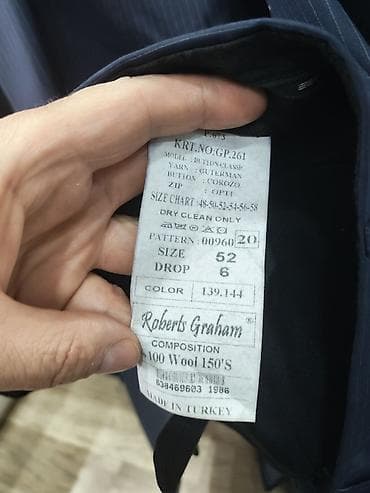 KRT.NO:GP.261
MODEL : BUTTON CLASSIC
YARN : GUTERMAN
BUTTON : COROZO
ZIP : OPTI
SIZE CHART :48-50-52-54-56-58
DRY CLEAN ONLY
PATTERN : 00960 20
SIZE 52
DROP 6
COLOR 139.144
Roberts Graham ®
COMPOSITION
%100 Wool 150'S
638469603 1986
MADE IN TURKEY